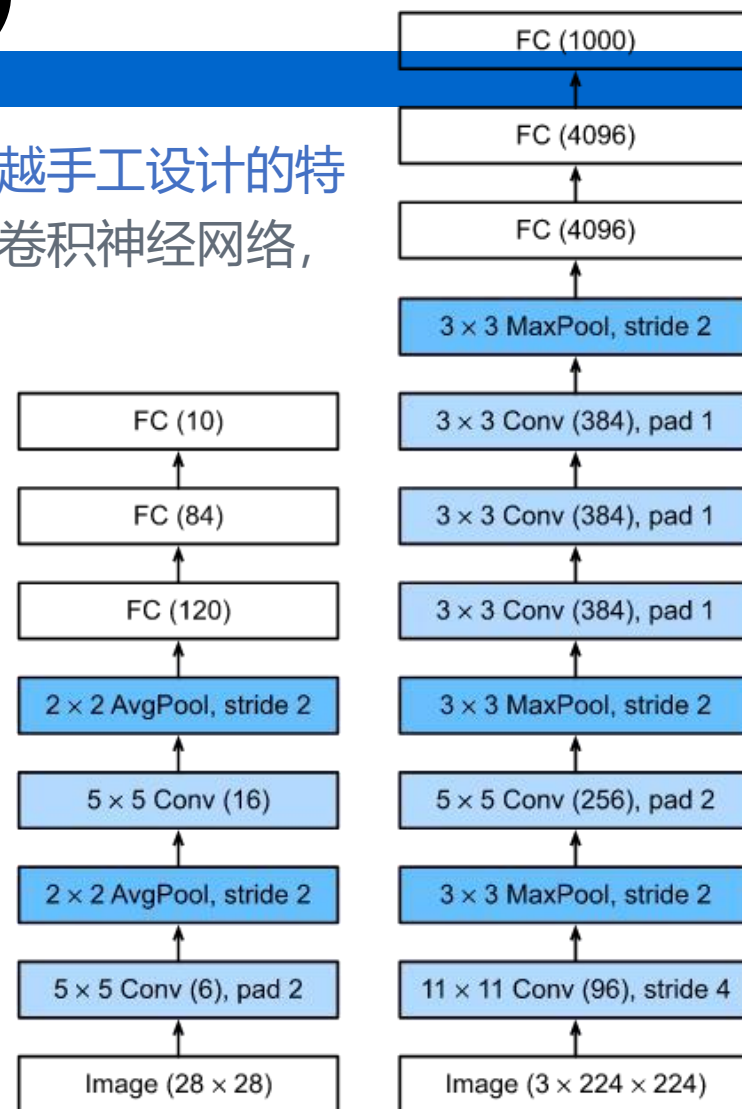 越手工设计的特
卷积神经网络，
FC (10)
FC (84)
FC (120)
2 × 2 AvgPool, stride 2
5 × 5 Conv (16)
2 × 2 AvgPool, stride 2
5 × 5 Conv (6), pad 2
Image (28 × 28)
FC (1000)
FC (4096)
FC (4096)
3 × 3 MaxPool, stride 2
3 × 3 Conv (384), pad 1
3 × 3 Conv (384), pad 1
3 × 3 Conv (384), pad 1
3 × 3 MaxPool, stride 2
5 × 5 Conv (256), pad 2
3 × 3 MaxPool, stride 2
11 × 11 Conv (96), stride 4
Image (3 × 224 × 224)